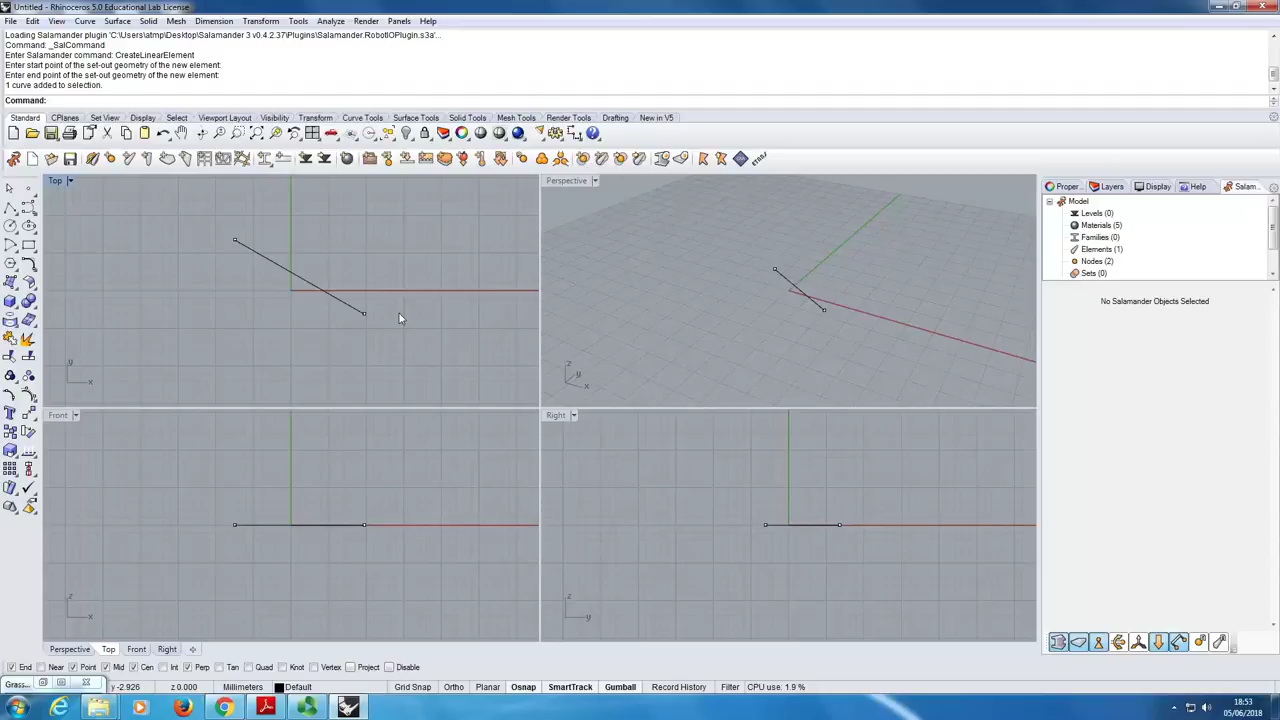 Untitled - Rhinoceros 5.0 Educational Lab License
File Edit View Curve Surface Solid Mesh Dimension Transform Tools Analyze Render Panels Help
Loading Salamander plugin 'C:\Users\atmp\Desktop\Salamander 3 v0.4.2.37\Plugins\Salamander.RobotIOPlugin.s3a'...
Command: _SalCommand
Enter Salamander command: CreateLinearElement
Enter start point of the set-out geometry of the new element:
Enter end point of the set-out geometry of the new element:
1 curve added to selection.
Command:
Standard CPlanes Set View Display Select Viewport Layout Visibility Transform Curve Tools Surface Tools Solid Tools Mesh Tools Render Tools Drafting New in V5
Top
Perspective
Proper... Layers Display Help Salam...
Model
Levels (0)
Materials (5)
Families (0)
Elements (1)
Nodes (2)
Sets (0)
No Salamander Objects Selected
y
x
z
y
x
Front
Right
z
x
z
y
Perspective Top Front Right
End Near Point Mid Cen Int Perp Tan Quad Knot Vertex Project Disable
Grass...
y -2.926 z 0.000 Millimeters Default Grid Snap Ortho Planar Osnap SmartTrack Gumball Record History Filter CPU use: 1.9 %
18:53
05/06/2018